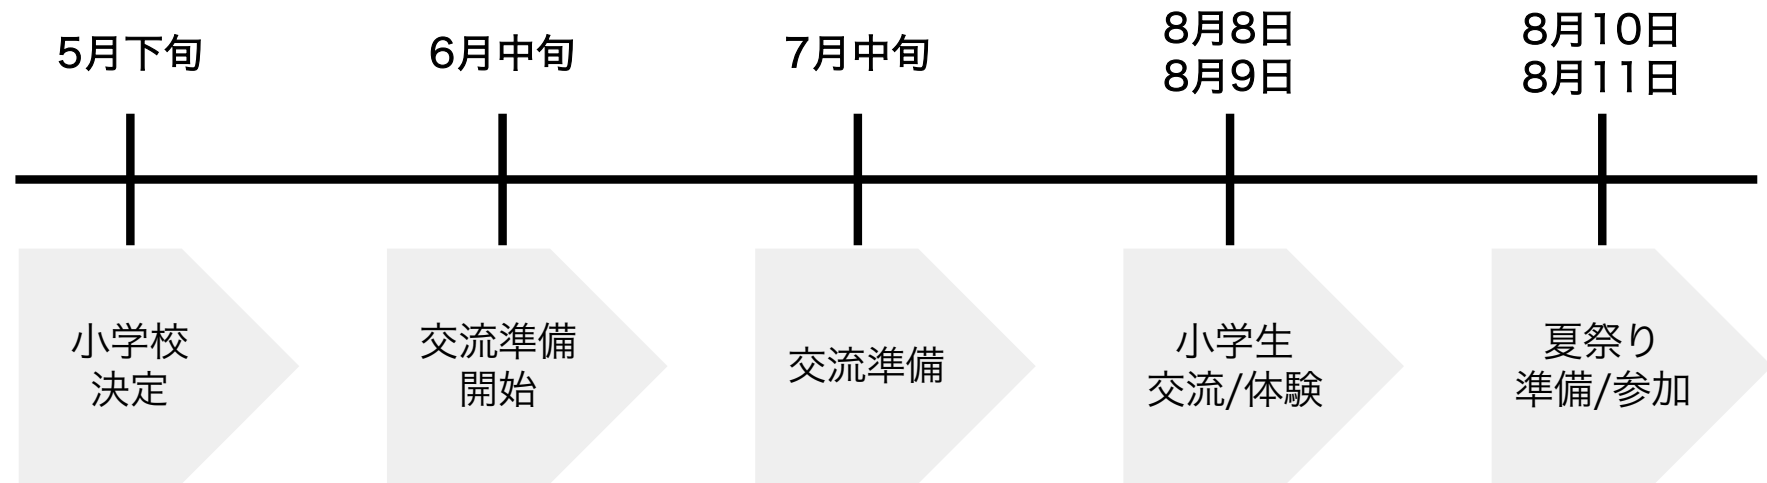 5月下旬
6月中旬
7月中旬
8月8日
8月9日
8月10日
8月11日
小学校
決定
交流準備
開始
交流準備
小学生
交流/体験
夏祭り
準備/参加